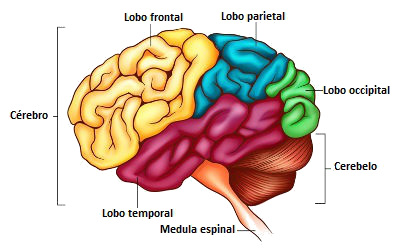 Lobo frontal
Lobo parietal
Lobo occipital
Cérebro
Cerebelo
Lobo temporal
Medula espinal